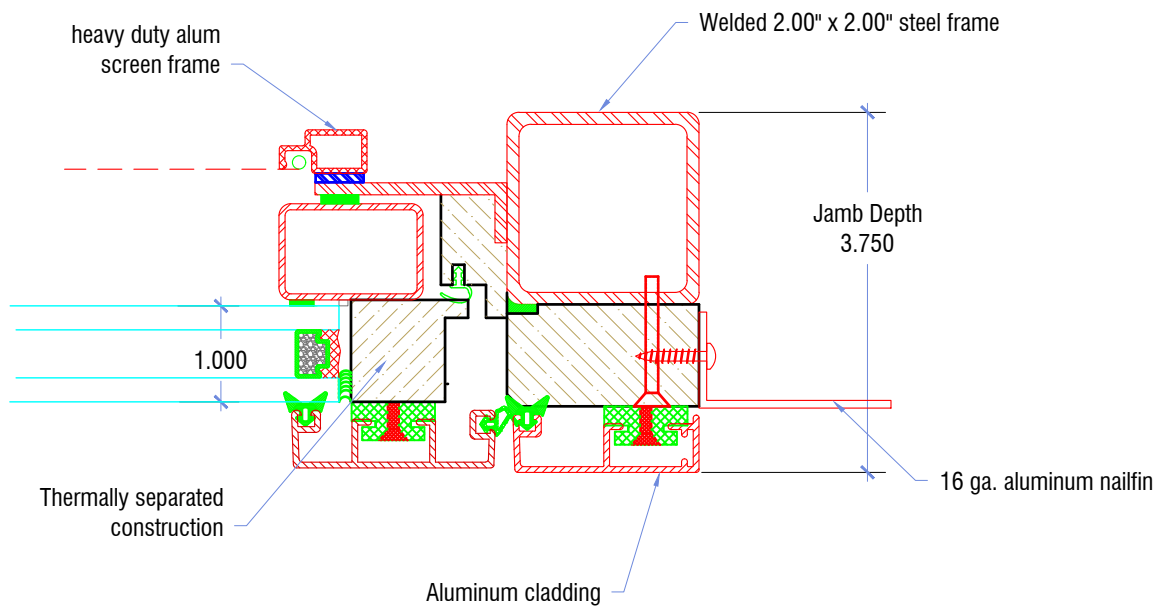 Welded 2.00" x 2.00" steel frame
heavy duty alum
screen frame
Jamb Depth
3.750
1.000
16 ga. aluminum nailfin
Thermally separated
construction
Aluminum cladding